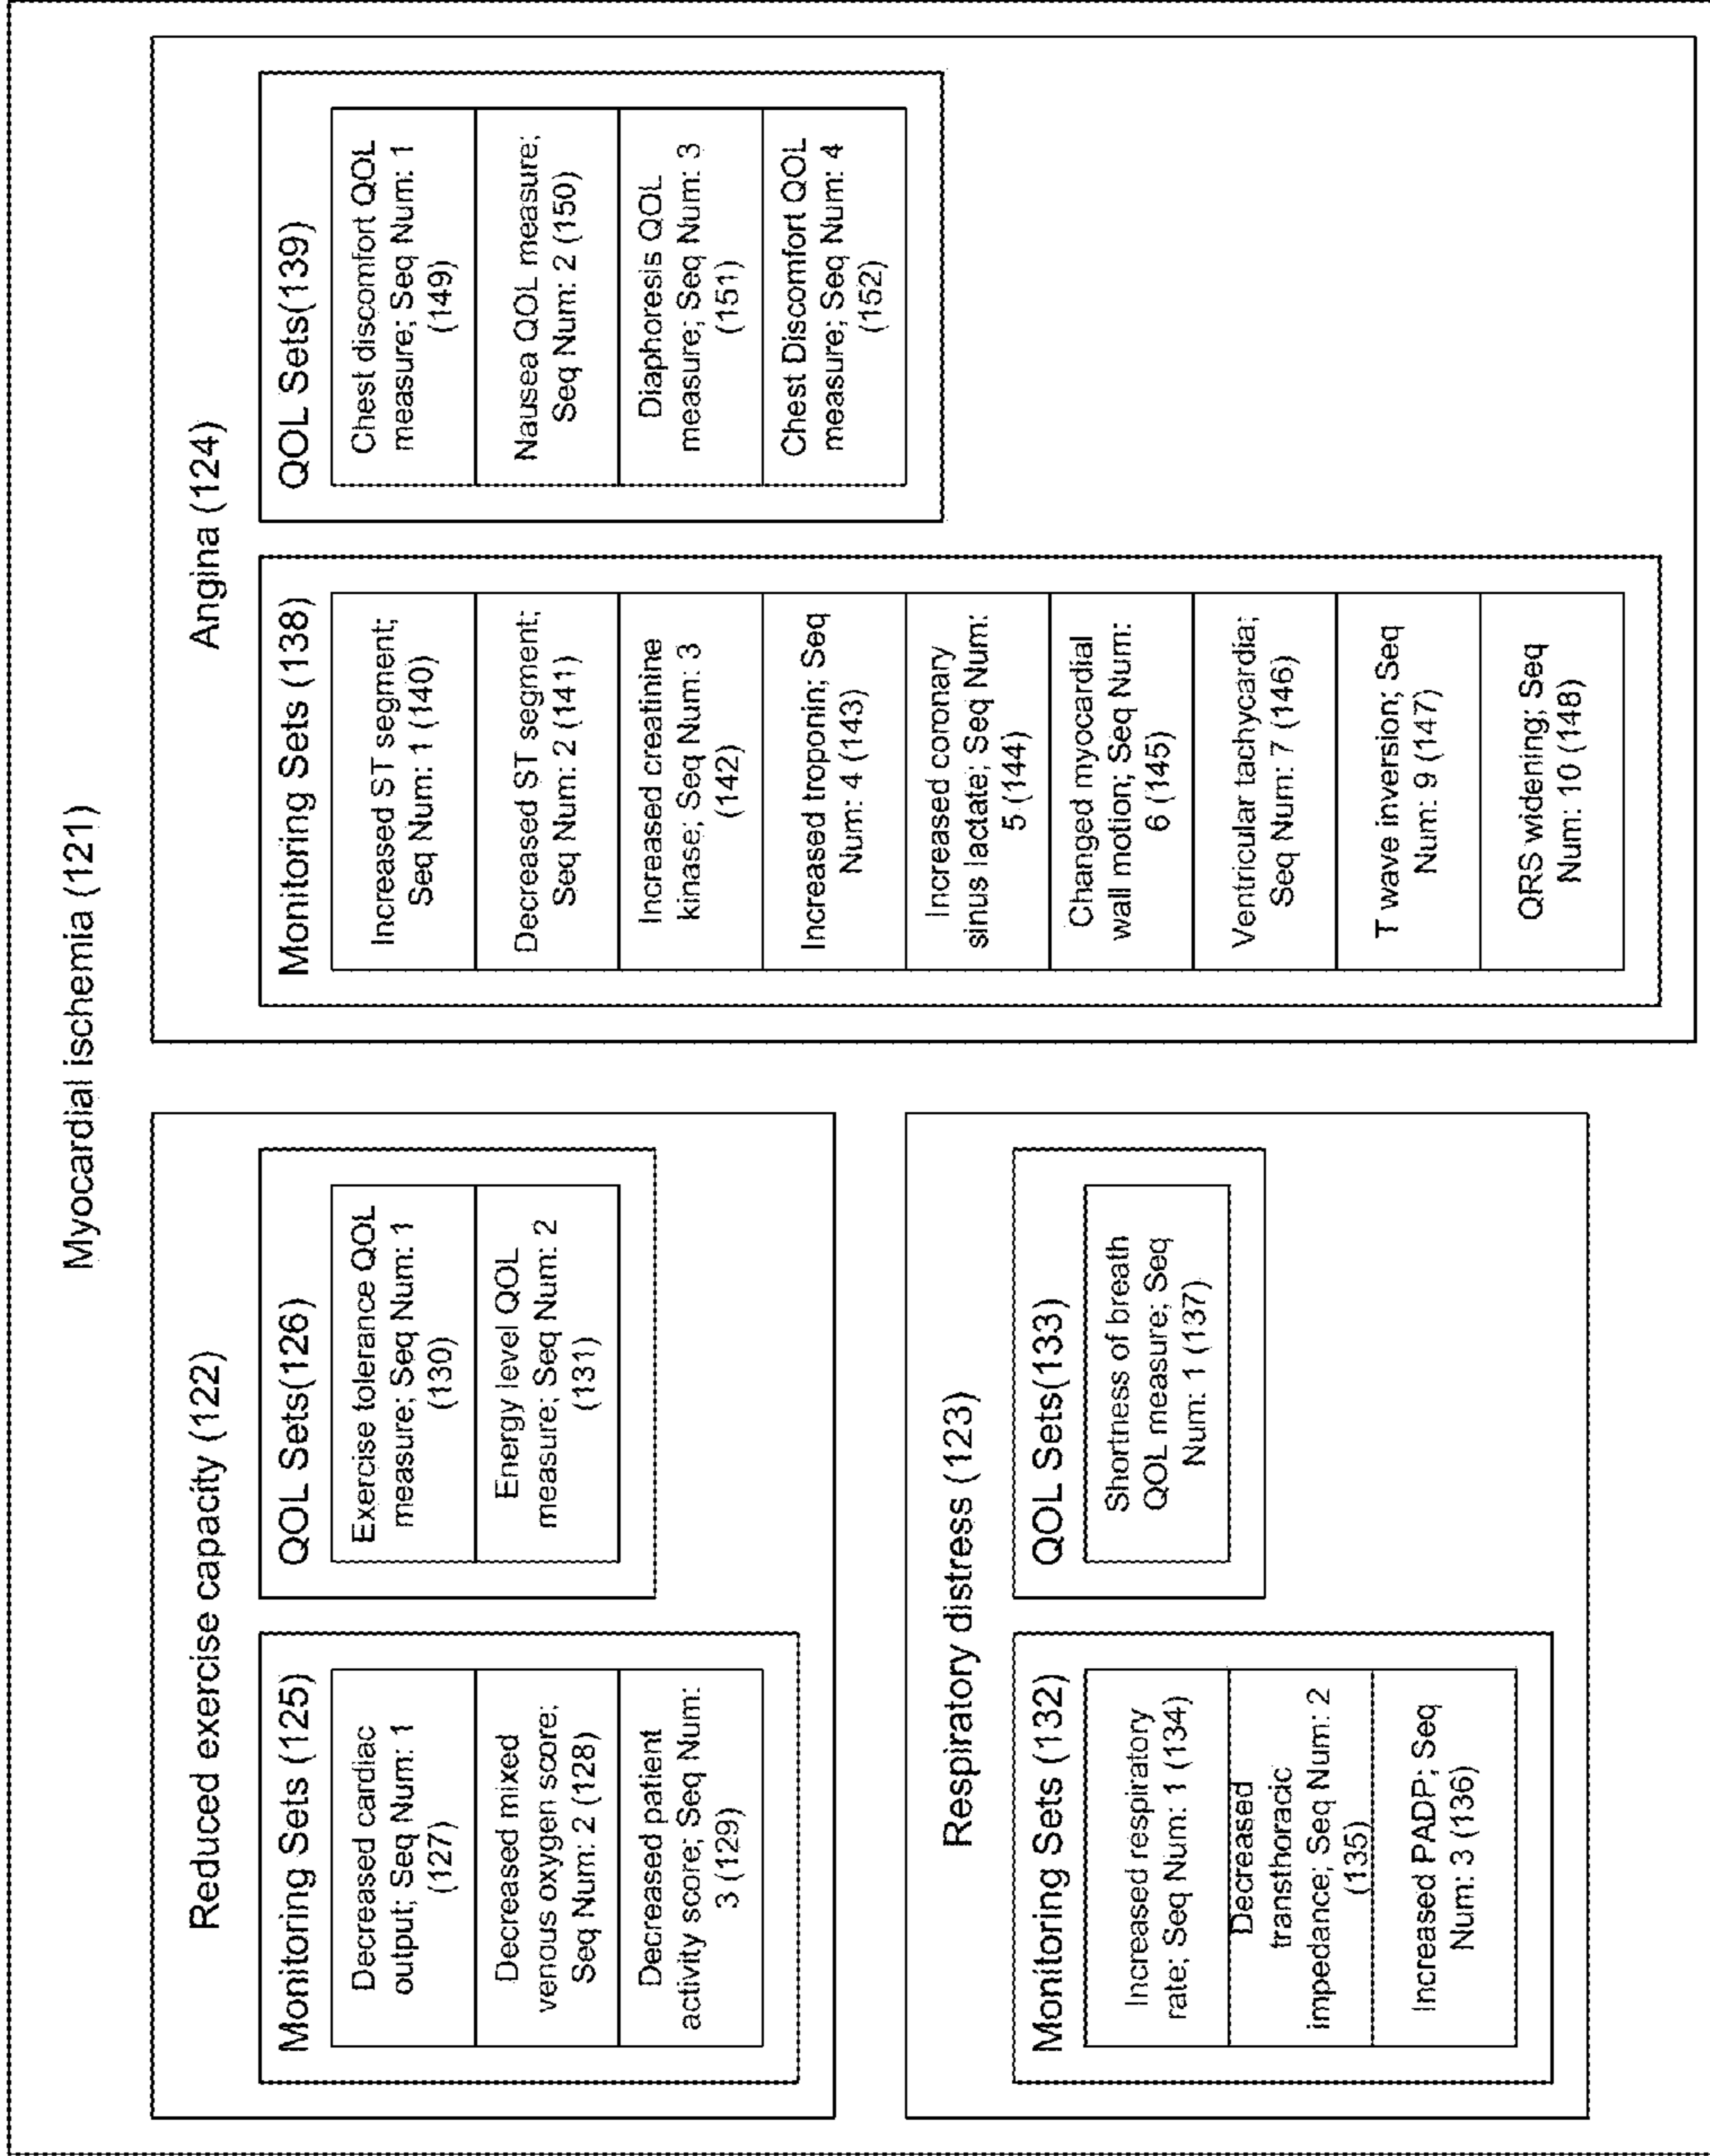 Myocardial ischemia (121)
Reduced exercise capacity (122)
Monitoring Sets (125)
Decreased cardiac
output; Seq Num: 1
(127)
Decreased mixed
venous oxygen score;
Seq Num: 2 (128)
Decreased patient
activity score; Seq Num:
3 (129)
QOL Sets(126)
Exercise tolerance QOL
measure; Seq Num: 1
(130)
Energy level QOL
measure; Seq Num: 2
(131)
Respiratory distress (123)
Monitoring Sets (132)
Increased respiratory
rate; Seq Num: 1 (134)
Decreased
transthoracic
impedance; Seq Num: 2
(135)
Increased PADP; Seq
Num: 3 (136)
QOL Sets(133)
Shortness of breath
QOL measure; Seq
Num: 1 (137)
Angina (124)
Monitoring Sets (138)
Increased ST segment;
Seq Num: 1 (140)
Decreased ST segment;
Seq Num: 2 (141)
Increased creatinine
kinase; Seq Num: 3
(142)
Increased troponin; Seq
Num: 4 (143)
Increased coronary
sinus lactate; Seq Num:
5 (144)
Changed myocardial
wall motion; Seq Num:
6 (145)
Ventricular tachycardia;
Seq Num: 7 (146)
T wave inversion; Seq
Num: 9 (147)
QRS widening; Seq
Num: 10 (148)
QOL Sets(139)
Chest discomfort QOL
measure; Seq Num: 1
(149)
Nausea QOL measure;
Seq Num: 2 (150)
Diaphoresis QOL
measure; Seq Num: 3
(151)
Chest Discomfort QOL
measure; Seq Num: 4
(152)